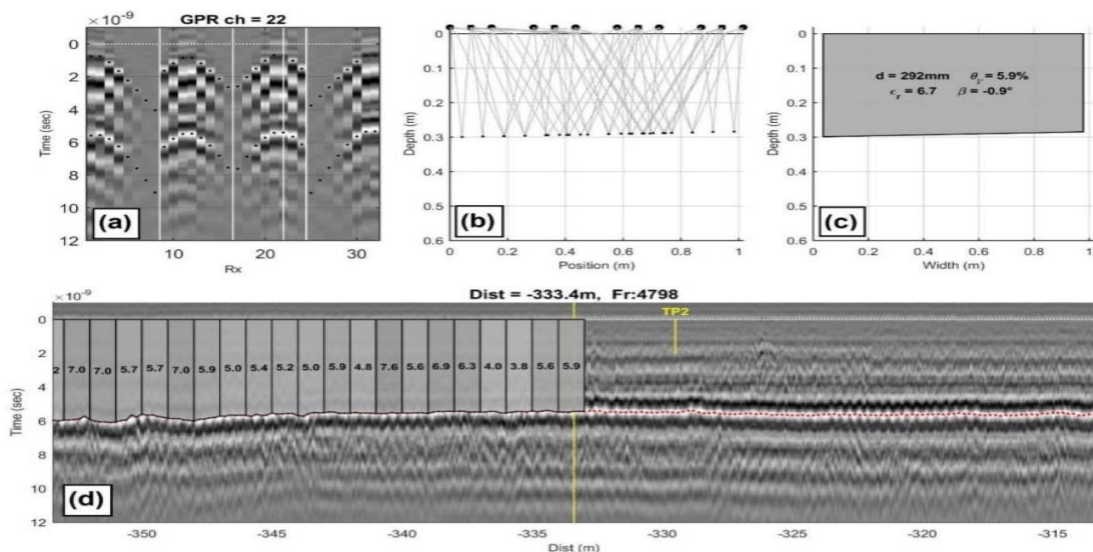 ×10⁻⁹
GPR ch = 22
0
2
4
6
8
10
12
Time (sec)
(a)
10
20
30
Rx
0
0.1
0.2
0.3
0.4
0.5
0.6
Depth (m)
(b)
0
0.2
0.4
0.6
0.8
1
Position (m)
0
0.1
0.2
0.3
0.4
0.5
0.6
Depth (m)
d = 292mm
θᵥ = 5.9%
ϵᵣ = 6.7
β = -0.9°
(c)
0
0.2
0.4
0.6
0.8
1
Width (m)
×10⁻⁹
Dist = -333.4m, Fr:4798
0
2
4
6
8
10
12
Time (sec)
TP2
2 7.0 7.0 5.7 5.7 7.0 5.9 5.0 5.4 5.2 5.0 5.9 4.8 7.6 5.6 6.9 6.3 4.0 3.8 5.6 5.9
(d)
-350 -345 -340 -335 -330 -325 -320 -315
Dist (m)